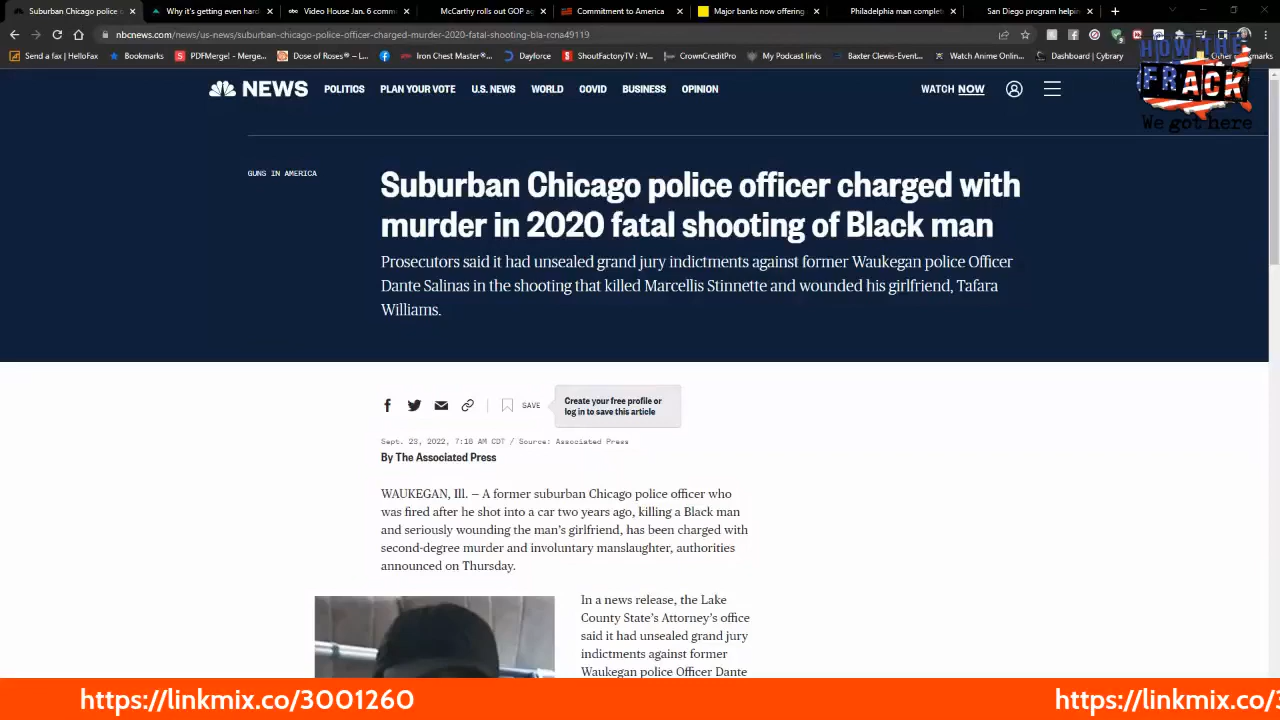 Suburban Chicago police o
Why it's getting even hard
Video House Jan. 6 comm
McCarthy rolls out GOP a
Commitment to America
Major banks now offering
Philadelphia man complet
San Diego program helpin
nbcnews.com/news/us-news/suburban-chicago-police-officer-charged-murder-2020-fatal-shooting-bla-rcna49119
Send a fax | HelloFax
Bookmarks
PDFMergel - Merge...
Dose of Roses® – L...
Iron Chest Master®...
Dayforce
ShoutFactoryTV :: W...
CrownCreditPro
My Podcast links
Baxter Clewis-Event...
Watch Anime Onlin...
Dashboard | Cybrary
Other Bookmarks
HOW THE
FRACK
We got here
NEWS
POLITICS
PLAN YOUR VOTE
U.S. NEWS
WORLD
COVID
BUSINESS
OPINION
WATCH NOW
GUNS IN AMERICA
Suburban Chicago police officer charged with
murder in 2020 fatal shooting of Black man
Prosecutors said it had unsealed grand jury indictments against former Waukegan police Officer
Dante Salinas in the shooting that killed Marcellis Stinnette and wounded his girlfriend, Tafara
Williams.
SAVE
Create your free profile or
log in to save this article
Sept. 23, 2022, 7:18 AM CDT / Source: Associated Press
By The Associated Press
WAUKEGAN, Ill. — A former suburban Chicago police officer who
was fired after he shot into a car two years ago, killing a Black man
and seriously wounding the man's girlfriend, has been charged with
second-degree murder and involuntary manslaughter, authorities
announced on Thursday.
In a news release, the Lake
County State's Attorney's office
said it had unsealed grand jury
indictments against former
Waukegan police Officer Dante
https://linkmix.co/3001260
https://linkmix.co/3